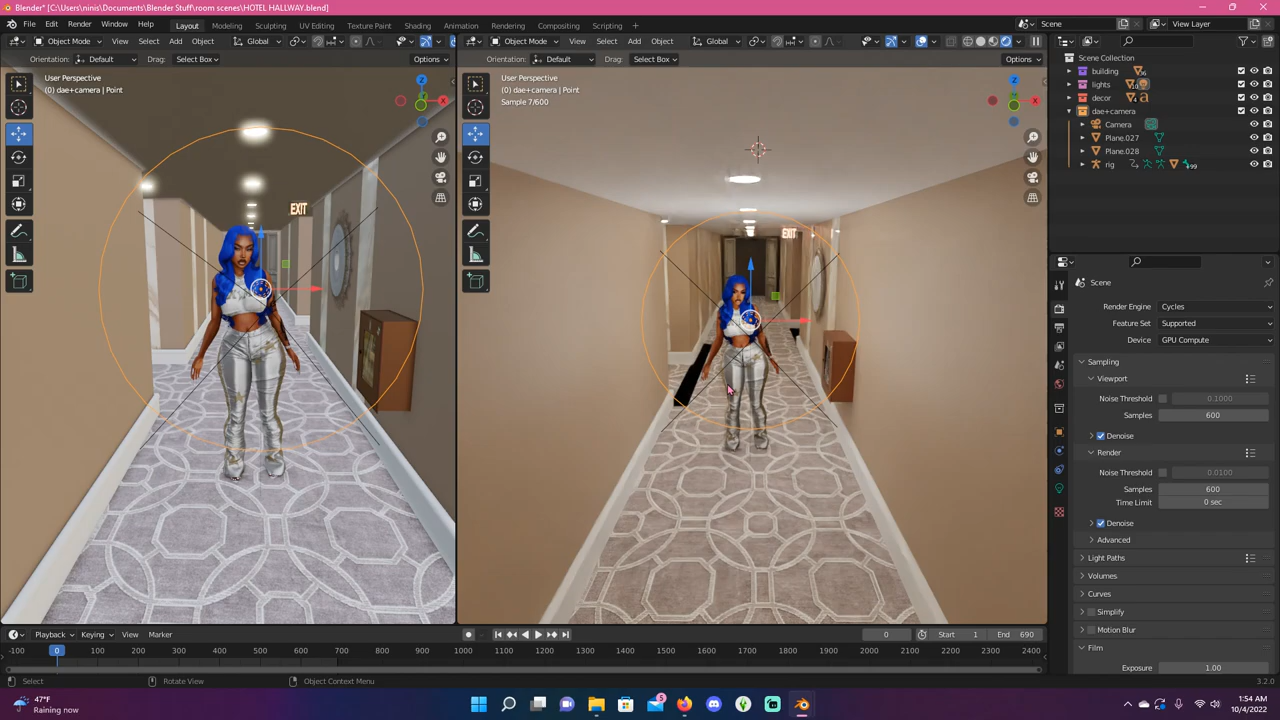 Blender* [C:\Users\ninis\Documents\Blender Stuff\room scenes\HOTEL HALLWAY.blend]
File Edit Render Window Help Layout Modeling Sculpting UV Editing Texture Paint Shading Animation Rendering Compositing Scripting + Scene View Layer
Object Mode View Select Add Object Global
Object Mode View Select Add Object Global
Orientation: Default Drag: Select Box Options
Orientation: Default Drag: Select Box Options
User Perspective
(0) dae+camera | Point
User Perspective
(0) dae+camera | Point
Sample 7/600
Z
X
Z
X
EXIT
EXIT
Scene Collection
building
lights
decor
dae+camera
Camera
Plane.027
Plane.028
rig
99
Scene
Render Engine Cycles
Feature Set Supported
Device GPU Compute
Sampling
Viewport
Noise Threshold 0.1000
Samples 600
Denoise
Render
Noise Threshold 0.0100
Samples 600
Time Limit 0 sec
Denoise
Advanced
Light Paths
Volumes
Curves
Simplify
Motion Blur
Film
Exposure 1.00
Playback Keying View Marker 0 Start 1 End 690
-100 0 100 200 300 400 500 600 700 800 900 1000 1100 1200 1300 1400 1500 1600 1700 1800 1900 2000 2100 2200 2300 2400
Select Rotate View Object Context Menu 3.2.0
47°F
Raining now
5
1:54 AM
10/4/2022